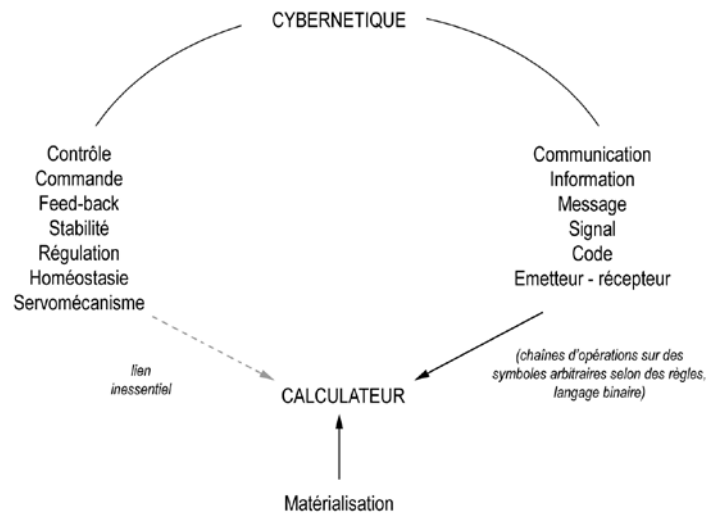 CYBERNETIQUE
Contrôle
Commande
Feed-back
Stabilité
Régulation
Homéostasie
Servomécanisme
Communication
Information
Message
Signal
Code
Emetteur - récepteur
lien
inessentiel
(chaînes d'opérations sur des
symboles arbitraires selon des règles,
langage binaire)
CALCULATEUR
Matérialisation